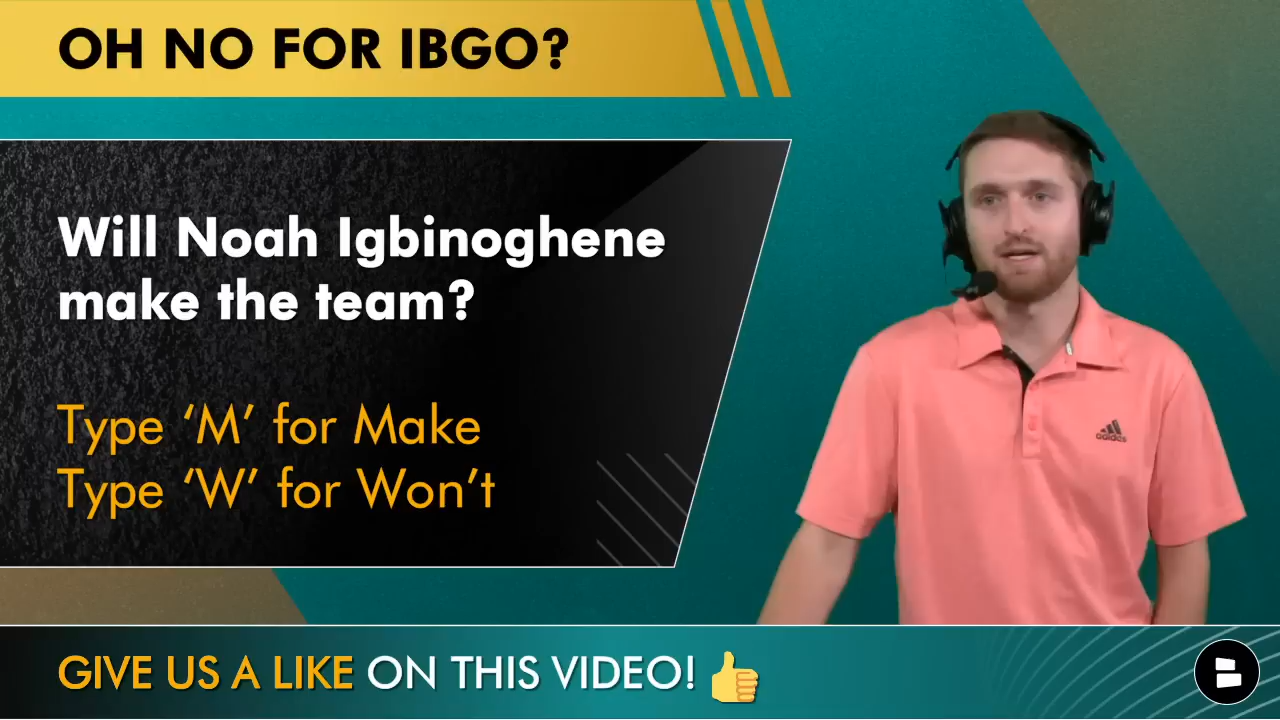 OH NO FOR IBGO?
Will Noah Igbinoghene
make the team?
Type ‘M’ for Make
Type ‘W’ for Won’t
adidas
GIVE US A LIKE ON THIS VIDEO!